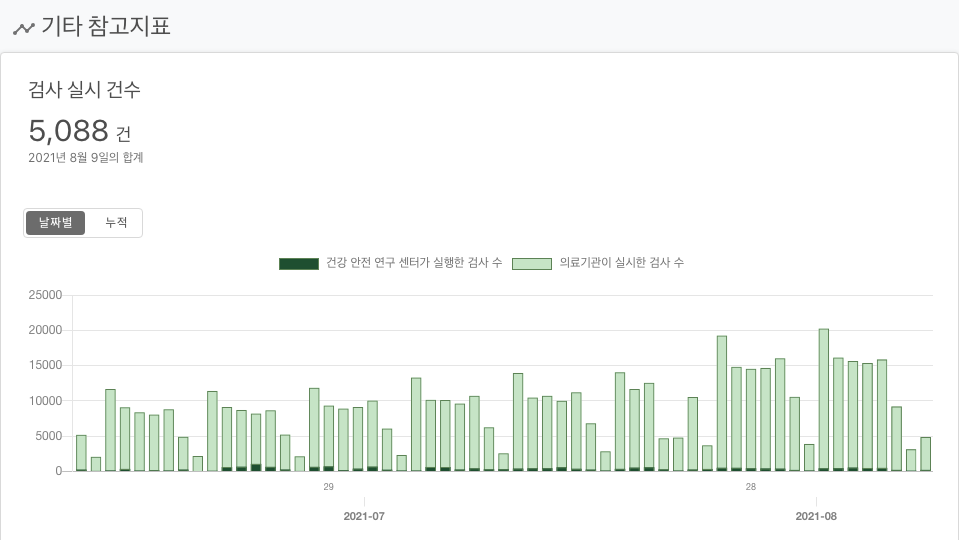 기타 참고지표
검사 실시 건수
5,088 건
2021년 8월 9일의 합계
날짜별 누적
건강 안전 연구 센터가 실행한 검사 수 의료기관이 실시한 검사 수
25000
20000
15000
10000
5000
0
29 28
2021-07 2021-08